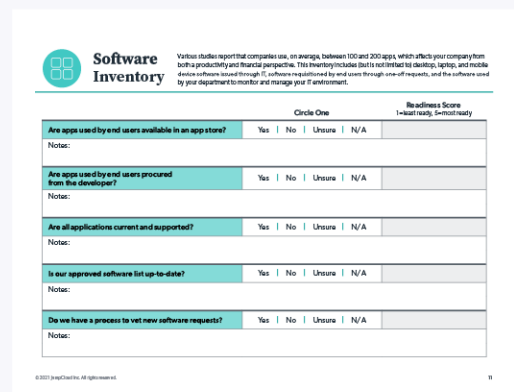 Software
Inventory
Various studies report that companies use, on average, between 100 and 200 apps, which affects your company from
both a productivity and financial perspective. This inventory includes (but is not limited to) desktop, laptop, and mobile
device software issued through IT, software requisitioned by end users through one-off requests, and the software used
by your department to monitor and manage your IT environment.
Circle One
Readiness Score
1=least ready, 5=most ready
Are apps used by end users available in an app store?
Yes | No | Unsure | N/A
Notes:
Are apps used by end users procured
from the developer?
Yes | No | Unsure | N/A
Notes:
Are all applications current and supported?
Yes | No | Unsure | N/A
Notes:
Is our approved software list up-to-date?
Yes | No | Unsure | N/A
Notes:
Do we have a process to vet new software requests?
Yes | No | Unsure | N/A
Notes:
©2021 JumpCloud Inc. All rights reserved.
11